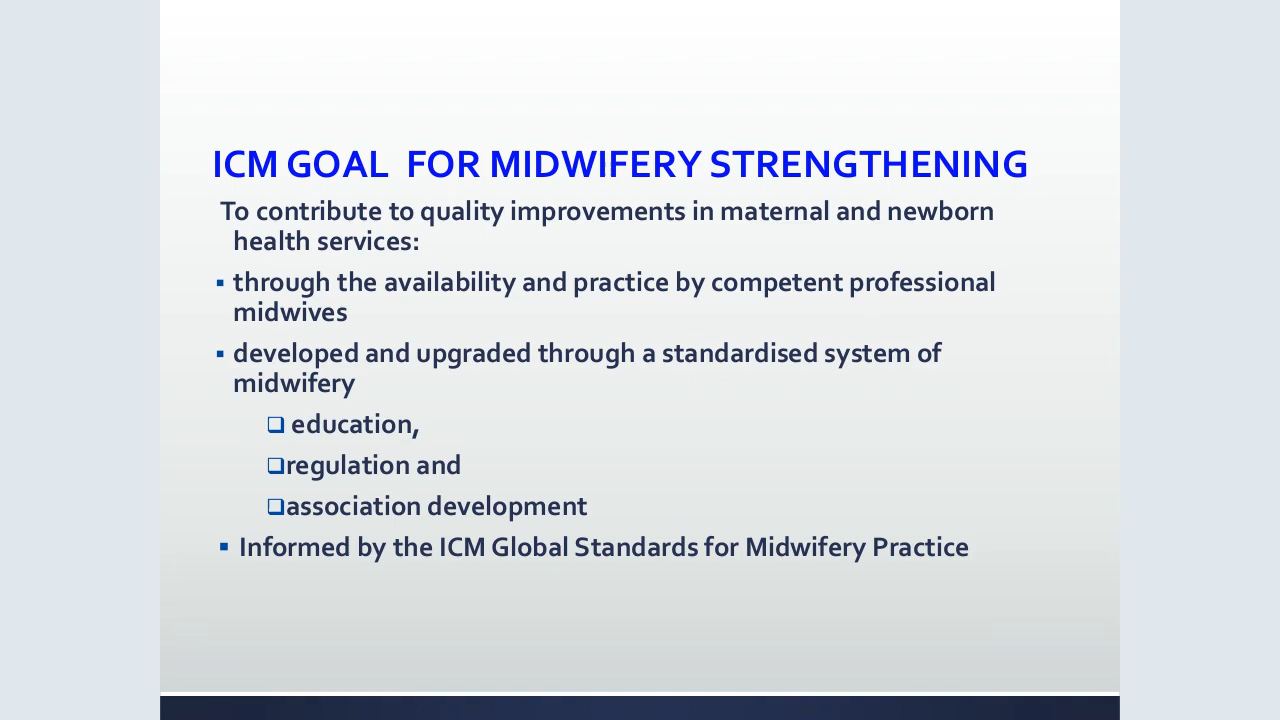 ICM GOAL  FOR MIDWIFERY STRENGTHENING
To contribute to quality improvements in maternal and newborn
health services:
▪ through the availability and practice by competent professional
midwives
▪ developed and upgraded through a standardised system of
midwifery
❑ education,
❑regulation and
❑association development
▪ Informed by the ICM Global Standards for Midwifery Practice